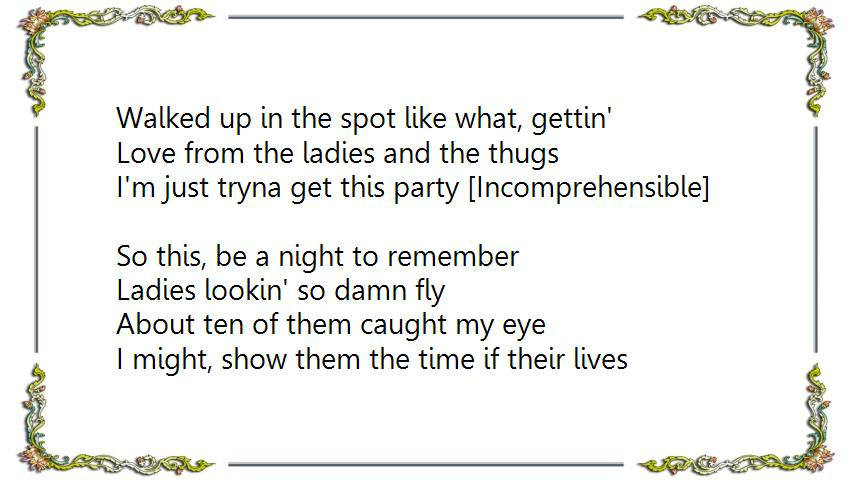 Walked up in the spot like what, gettin'
Love from the ladies and the thugs
I'm just tryna get this party [Incomprehensible]
So this, be a night to remember
Ladies lookin' so damn fly
About ten of them caught my eye
I might, show them the time if their lives